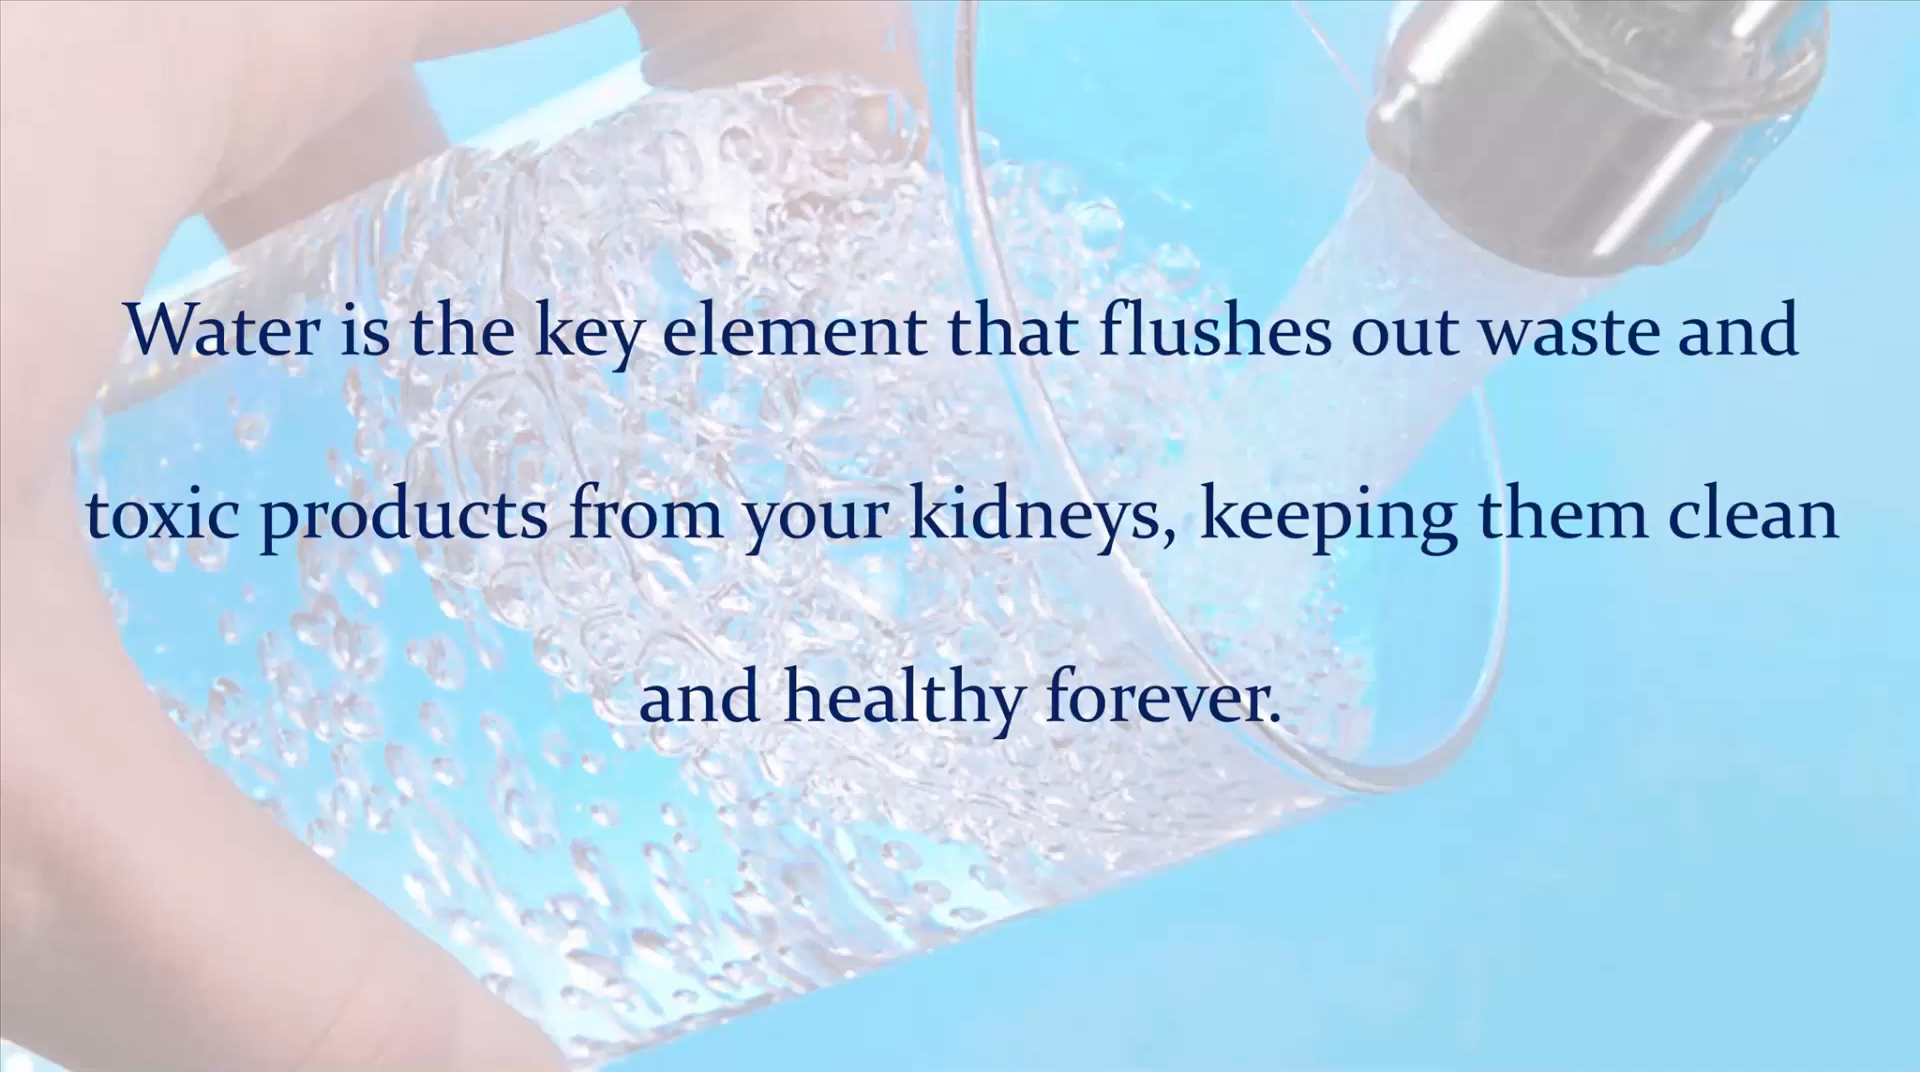 Water is the key element that flushes out waste and
toxic products from your kidneys, keeping them clean
and healthy forever.